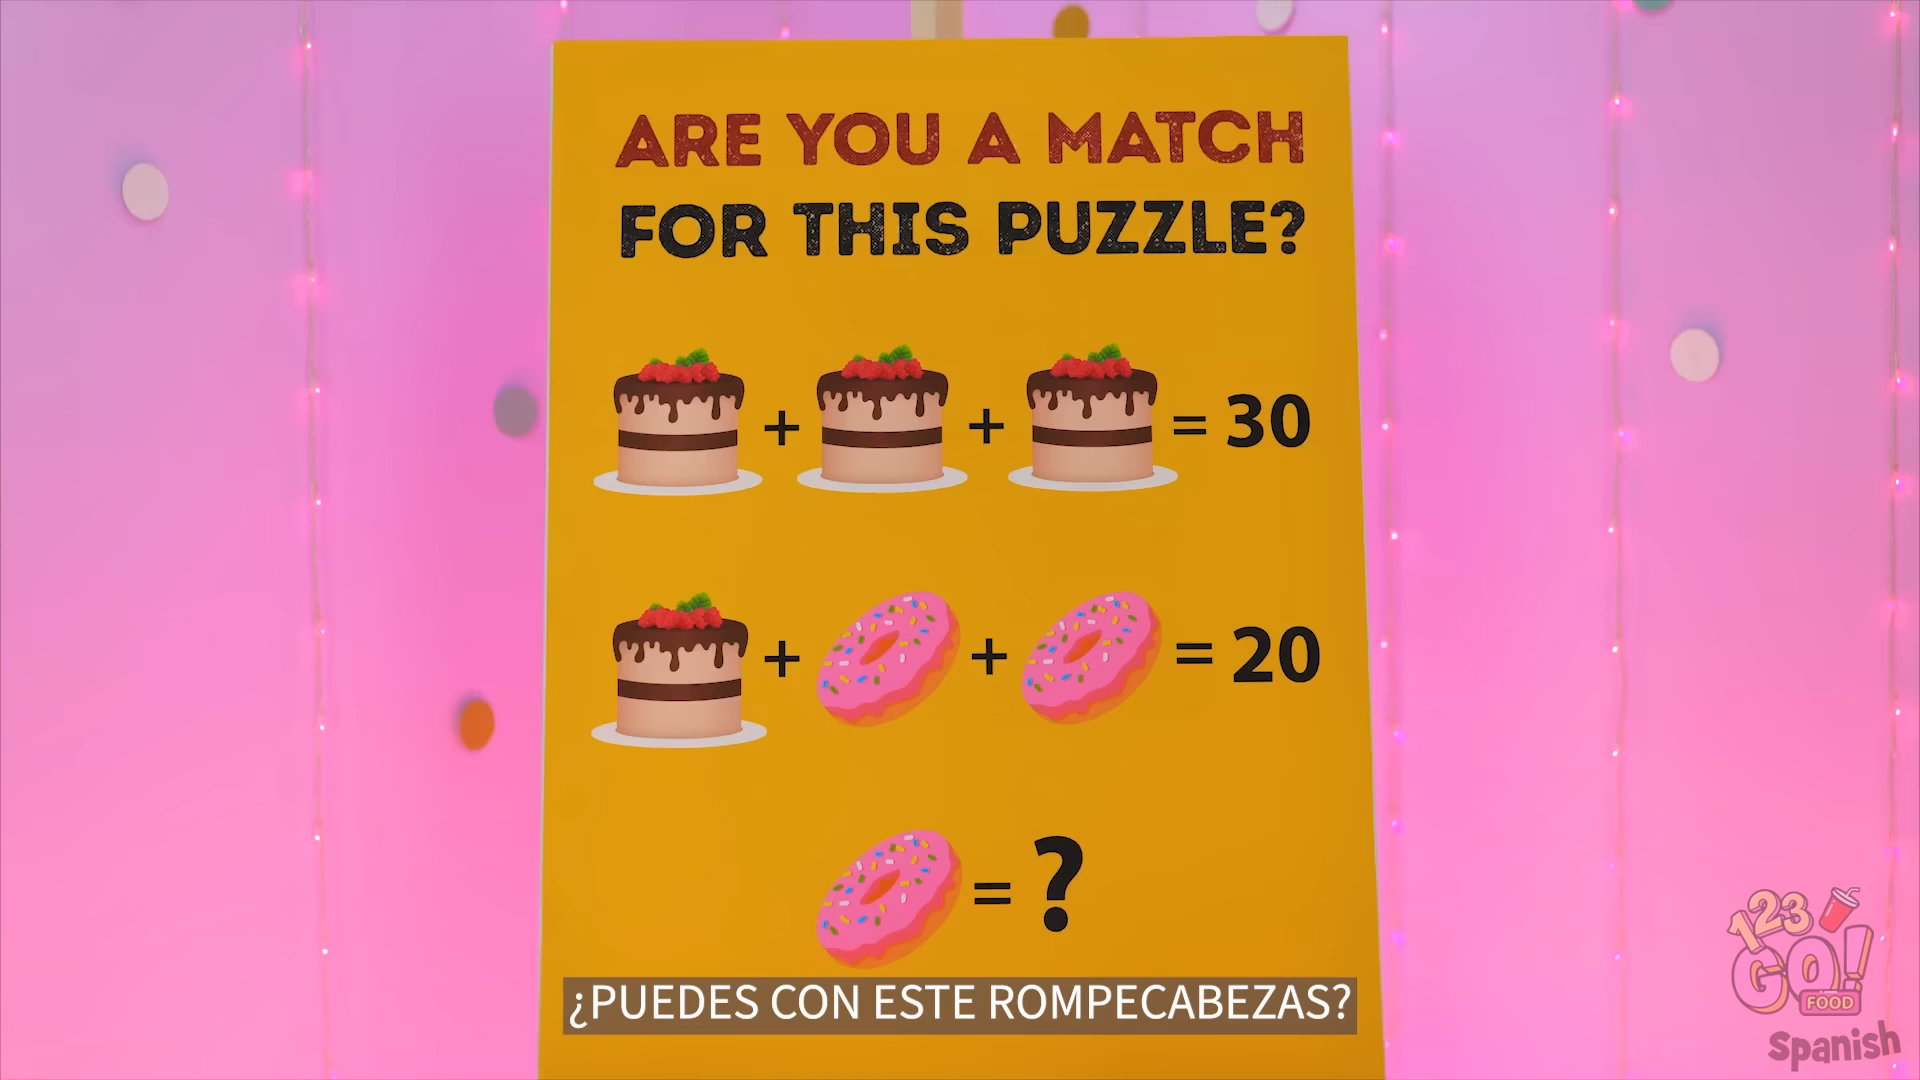 ARE YOU A MATCH
FOR THIS PUZZLE?
+ + = 30
+ + = 20
= ?
¿PUEDES CON ESTE ROMPECABEZAS?
123
GO!
FOOD
Spanish